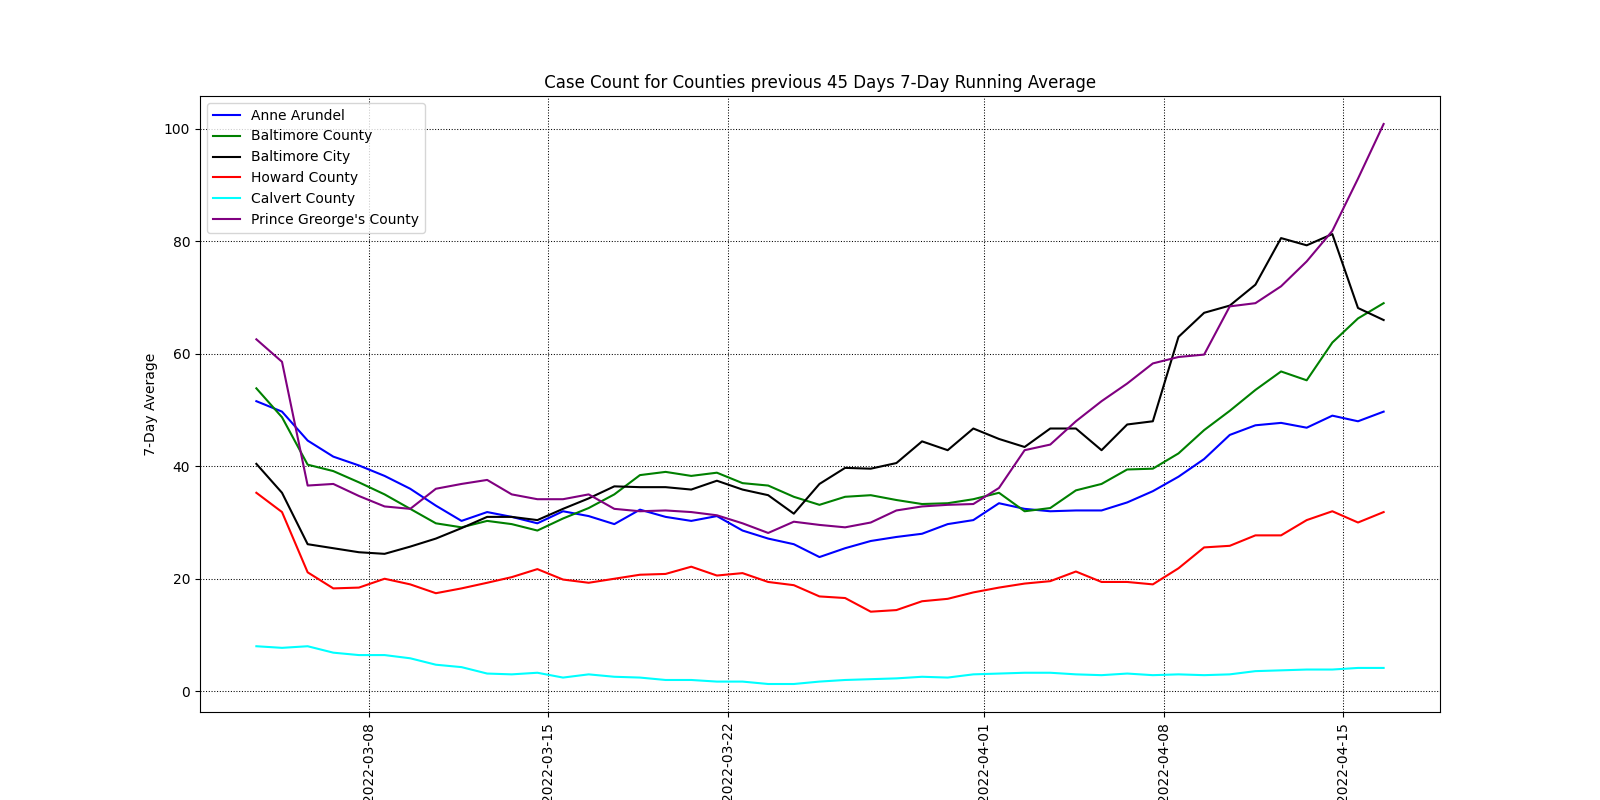 Case Count for Counties previous 45 Days 7-Day Running Average
Anne Arundel
Baltimore County
Baltimore City
Howard County
Calvert County
Prince Greorge's County
7-Day Average
100
80
60
40
20
0
2022-03-08
2022-03-15
2022-03-22
2022-04-01
2022-04-08
2022-04-15